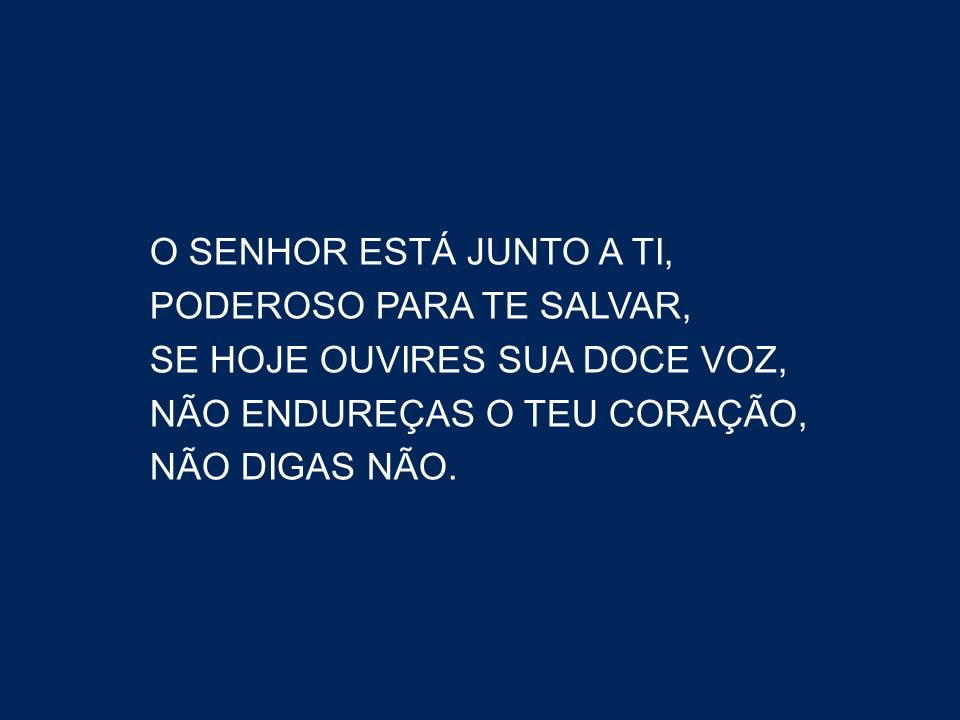 O SENHOR ESTÁ JUNTO A TI,
PODEROSO PARA TE SALVAR,
SE HOJE OUVIRES SUA DOCE VOZ,
NÃO ENDUREÇAS O TEU CORAÇÃO,
NÃO DIGAS NÃO.